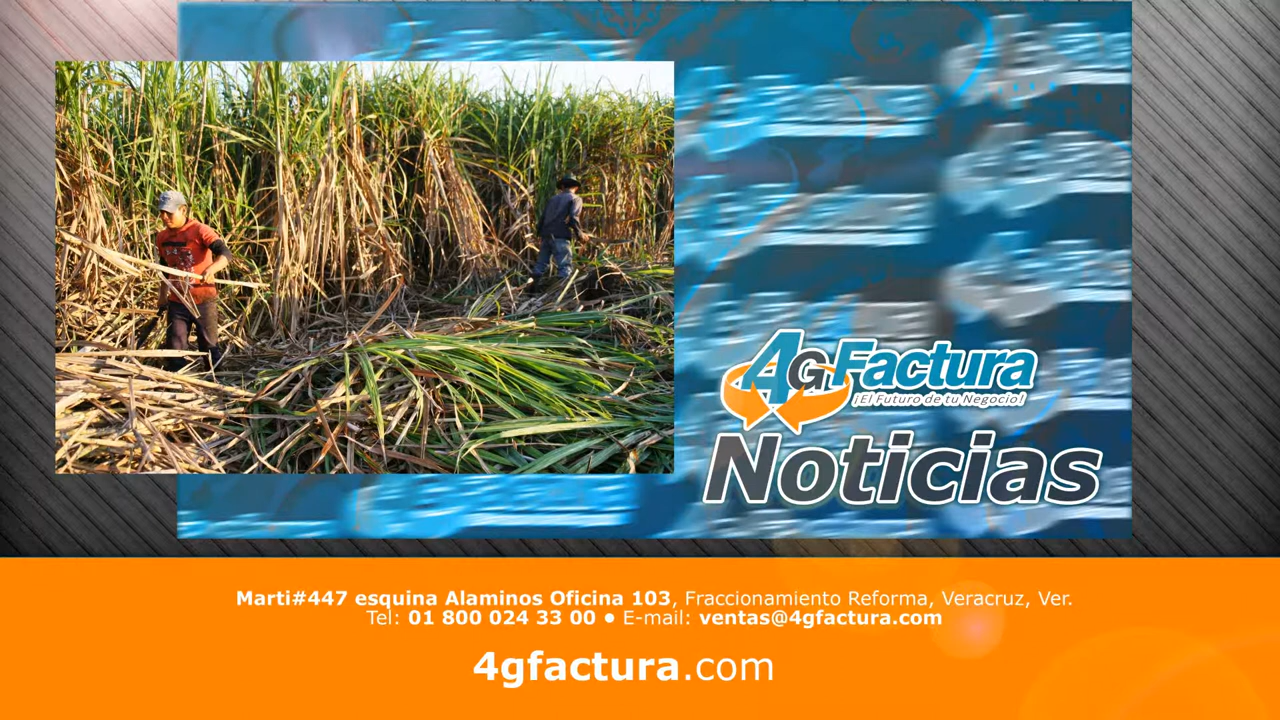 4GFactura
¡El Futuro de tu Negocio!
Noticias
Marti#447 esquina Alaminos Oficina 103, Fraccionamiento Reforma, Veracruz, Ver.
Tel: 01 800 024 33 00 • E-mail: ventas@4gfactura.com
4gfactura.com